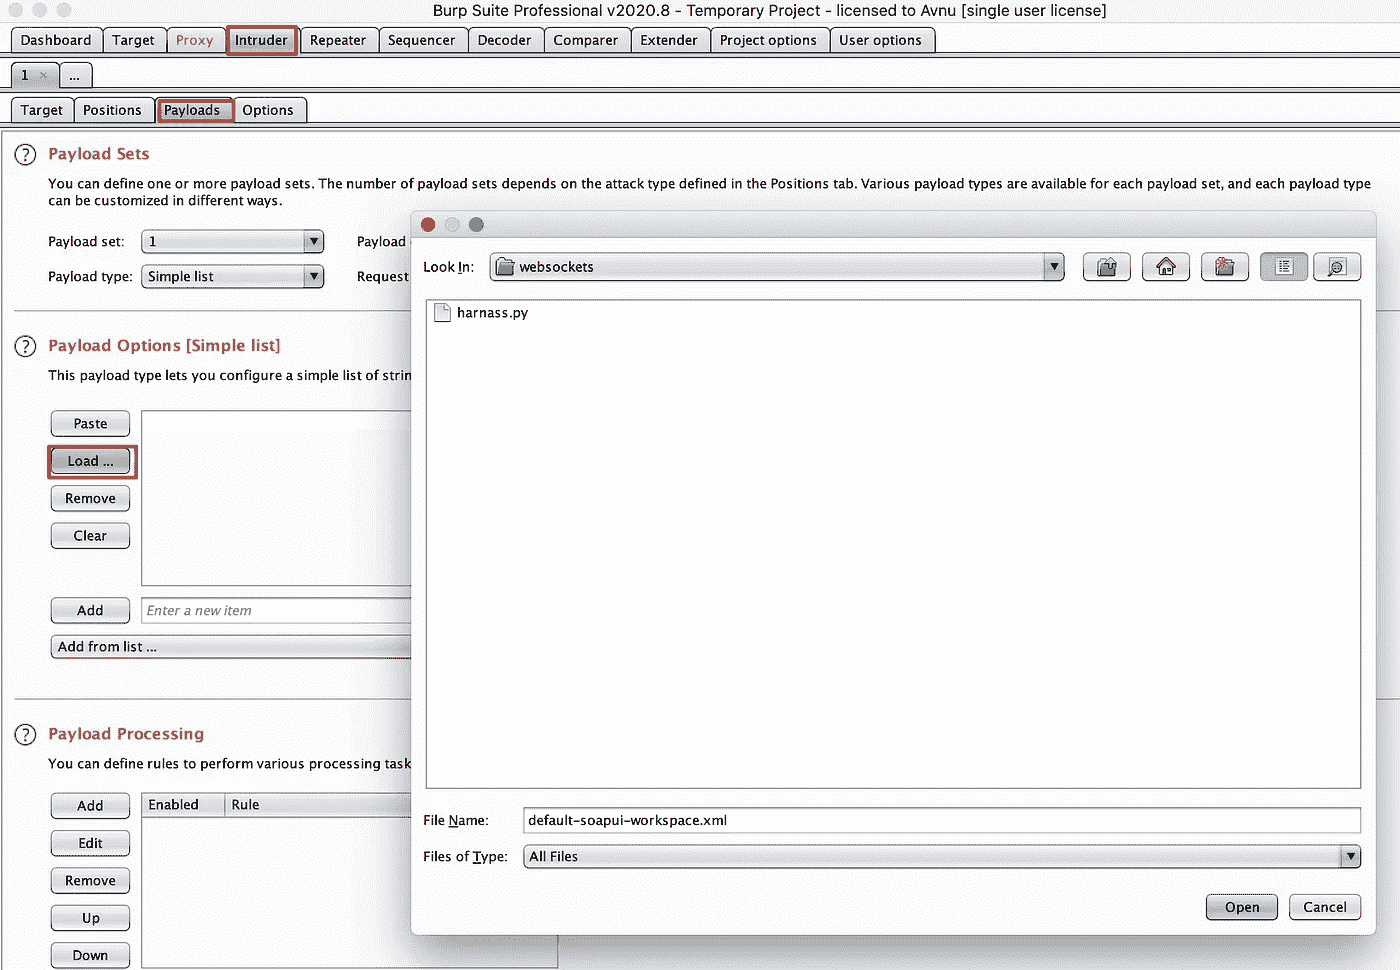 Burp Suite Professional v2020.8 - Temporary Project - licensed to Avnu [single user license]
Dashboard Target Proxy Intruder Repeater Sequencer Decoder Comparer Extender Project options User options
1 × ...
Target Positions Payloads Options
? Payload Sets
You can define one or more payload sets. The number of payload sets depends on the attack type defined in the Positions tab. Various payload types are available for each payload set, and each payload type
can be customized in different ways.
Payload set: 1 Payload
Payload type: Simple list Request
? Payload Options [Simple list]
This payload type lets you configure a simple list of strin
Paste
Load ...
Remove
Clear
Add Enter a new item
Add from list ...
? Payload Processing
You can define rules to perform various processing task
Add Enabled Rule
Edit
Remove
Up
Down
Look In: websockets
harnass.py
File Name: default-soapui-workspace.xml
Files of Type: All Files
Open Cancel